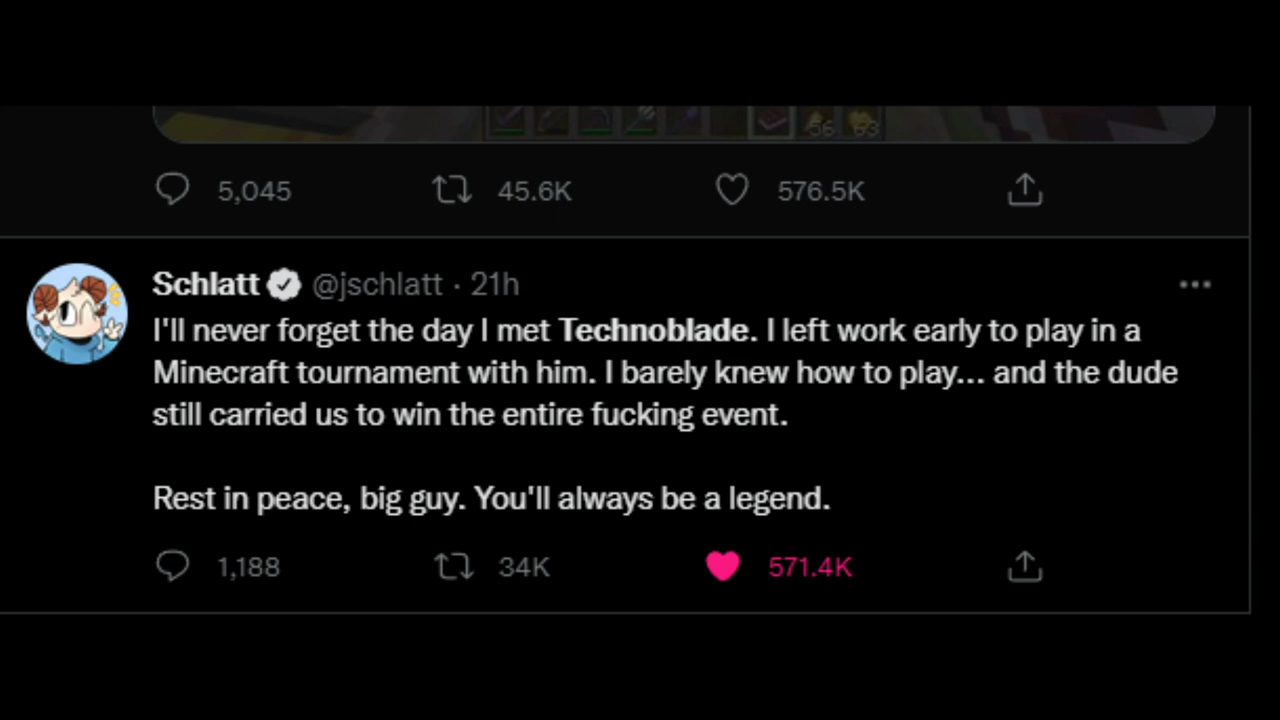 56 63
5,045 45.6K 576.5K
Schlatt @jschlatt · 21h
I'll never forget the day I met Technoblade. I left work early to play in a
Minecraft tournament with him. I barely knew how to play... and the dude
still carried us to win the entire fucking event.
Rest in peace, big guy. You'll always be a legend.
1,188 34K 571.4K